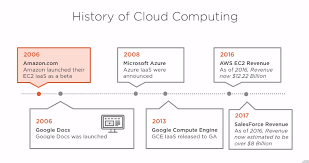 History of Cloud Computing
2006
Amazon.com
Amazon launched their
EC2 IaaS as a beta
2008
Microsoft Azure
Azure IaaS were
announced
2016
AWS EC2 Revenue
As of 2016, Revenue
now $12.22 Billion
2006
Google Docs
Google Docs was launched
2013
Google Compute Engine
GCE IaaS released to GA
2017
SalesForce Revenue
As of 2016, Revenue
now estimated to be
over $8 Billion